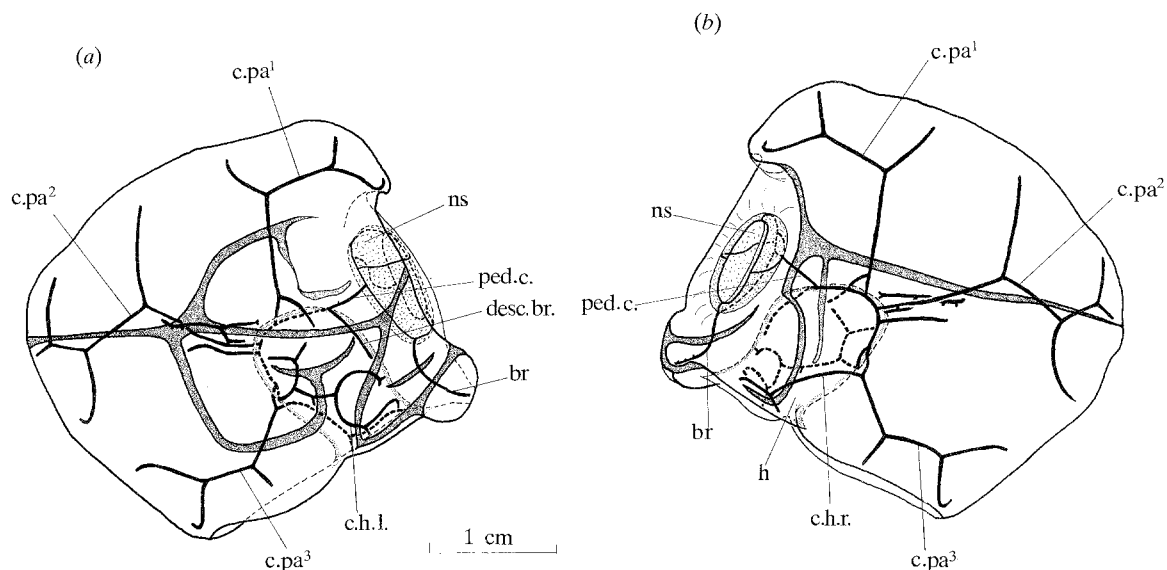 (a)
c.pa¹
c.pa²
ns
ped.c.
desc.br.
br
c.h.l.
c.pa³
1 cm
(b)
c.pa¹
c.pa²
ns
ped.c.
br
h
c.h.r.
c.pa³